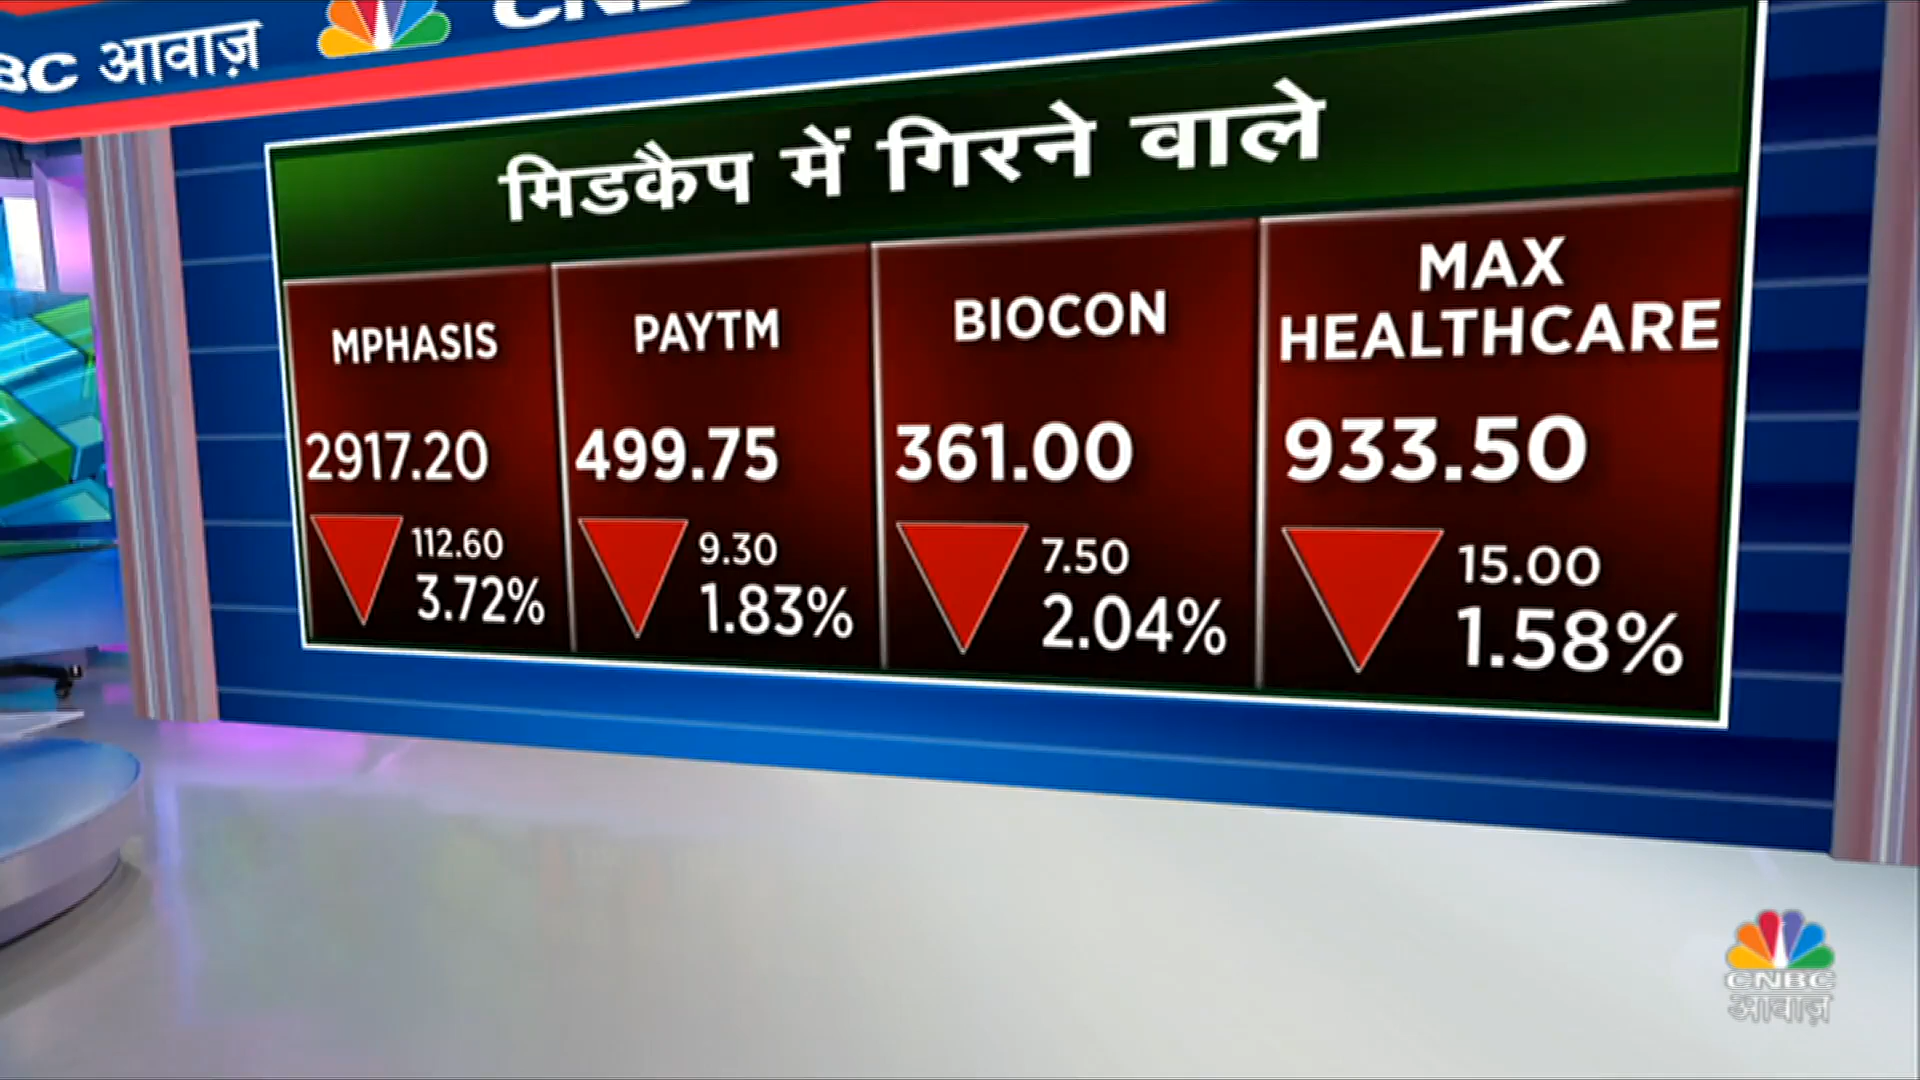 BC आवाज़
CNBC
मिडकैप में गिरने वाले
MPHASIS
2917.20
112.60
3.72%
PAYTM
499.75
9.30
1.83%
BIOCON
361.00
7.50
2.04%
MAX
HEALTHCARE
933.50
15.00
1.58%
CNBC
आवाज़